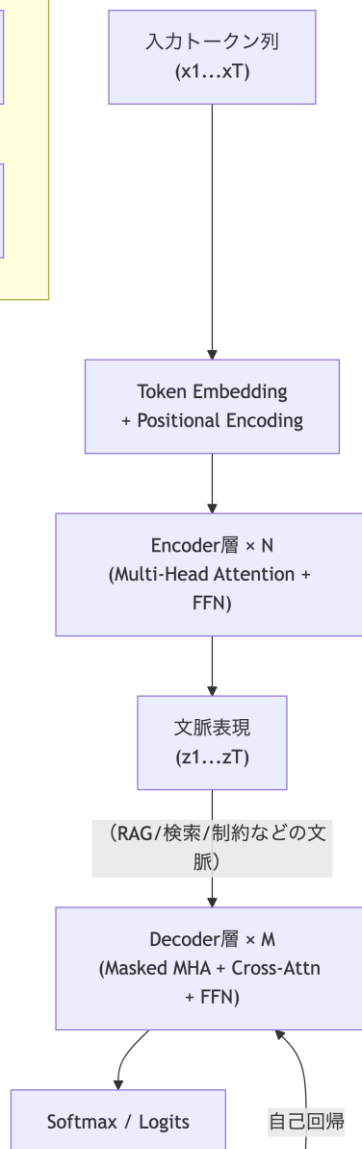 入力トークン列
(x1...xT)
Token Embedding
+ Positional Encoding
Encoder層 × N
(Multi-Head Attention +
FFN)
文脈表現
(z1...zT)
（RAG/検索/制約などの文
脈）
Decoder層 × M
(Masked MHA + Cross-Attn
+ FFN)
Softmax / Logits
自己回帰